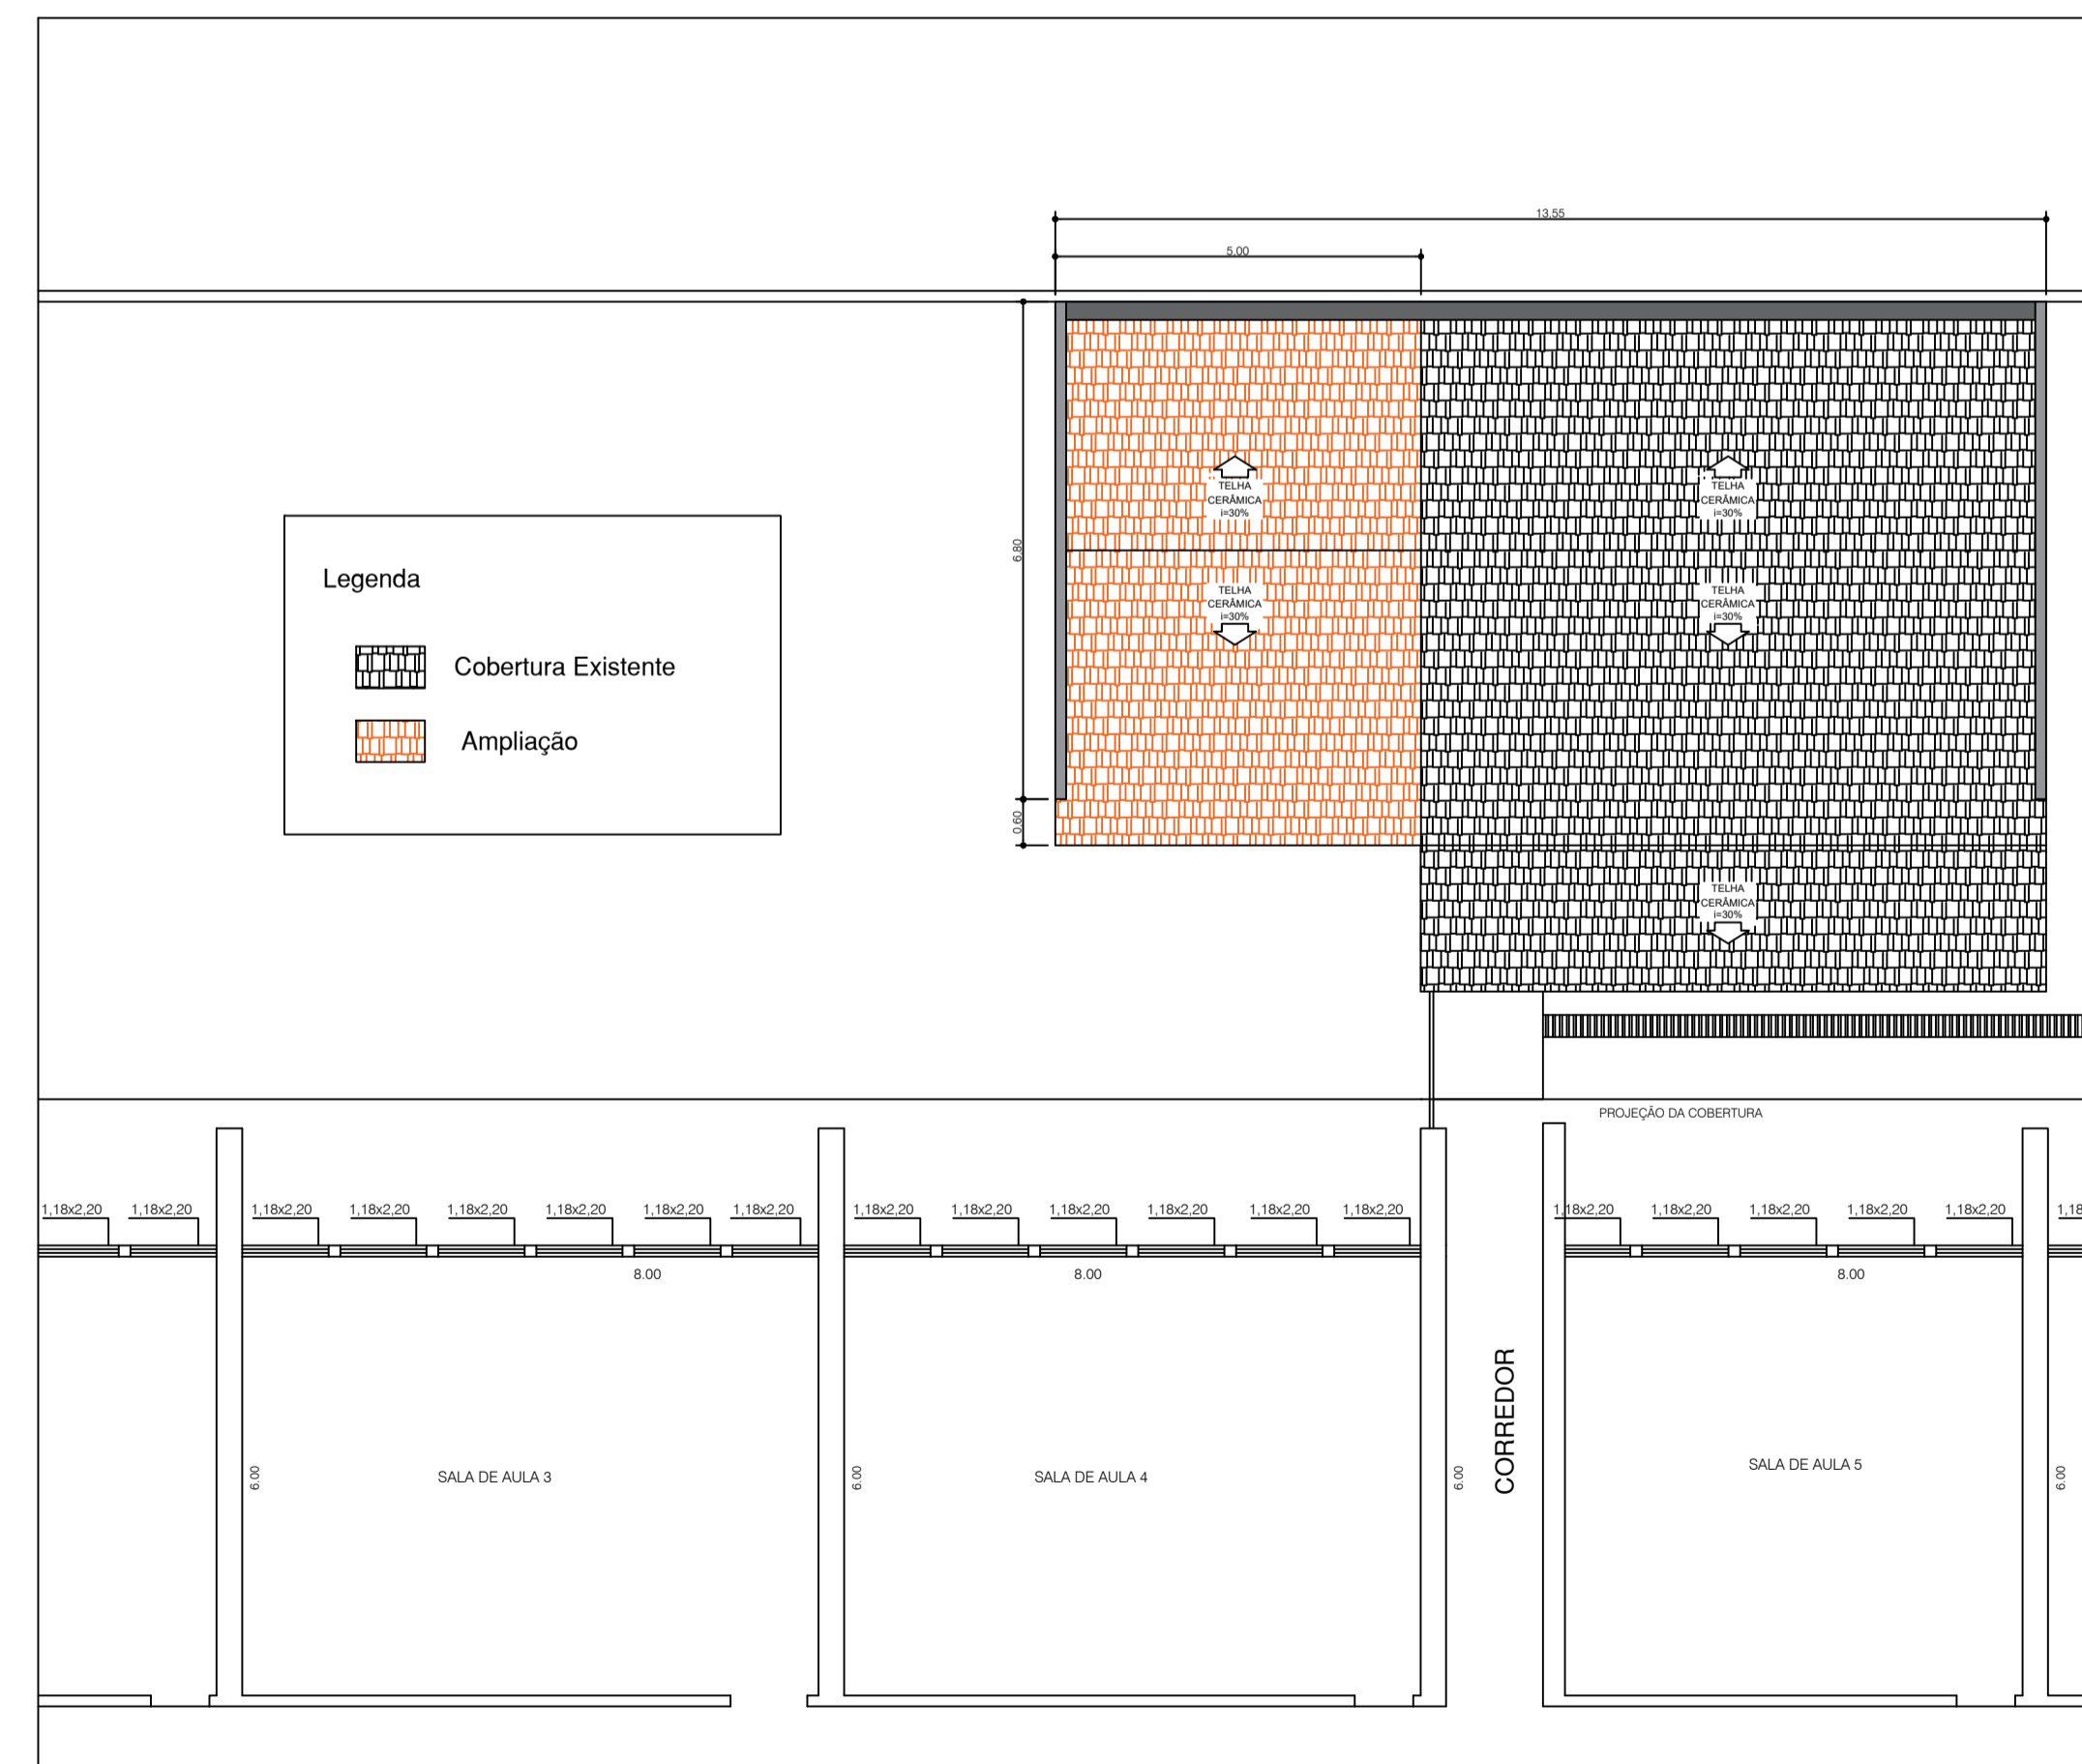 13,55
5.00
6.80
0.60
TELHA
CERÂMICA
i=30%
TELHA
CERÂMICA
i=30%
TELHA
CERÂMICA
i=30%
TELHA
CERÂMICA
i=30%
TELHA
CERÂMICA
i=30%
Legenda
Cobertura Existente
Ampliação
PROJEÇÃO DA COBERTURA
1,18x2,20 1,18x2,20 1,18x2,20 1,18x2,20 1,18x2,20 1,18x2,20 1,18x2,20 1,18x2,20 1,18x2,20 1,18x2,20 1,18x2,20 1,18x2,20 1,18x2,20 1,18x2,20 1,18x2,20 1,18x2,20 1,18x2,20 1,18x2,20 1,18x2,20 1,18
8.00 8.00 8.00
CORREDOR
6.00 SALA DE AULA 3 6.00 SALA DE AULA 4 6.00 SALA DE AULA 5 6.00